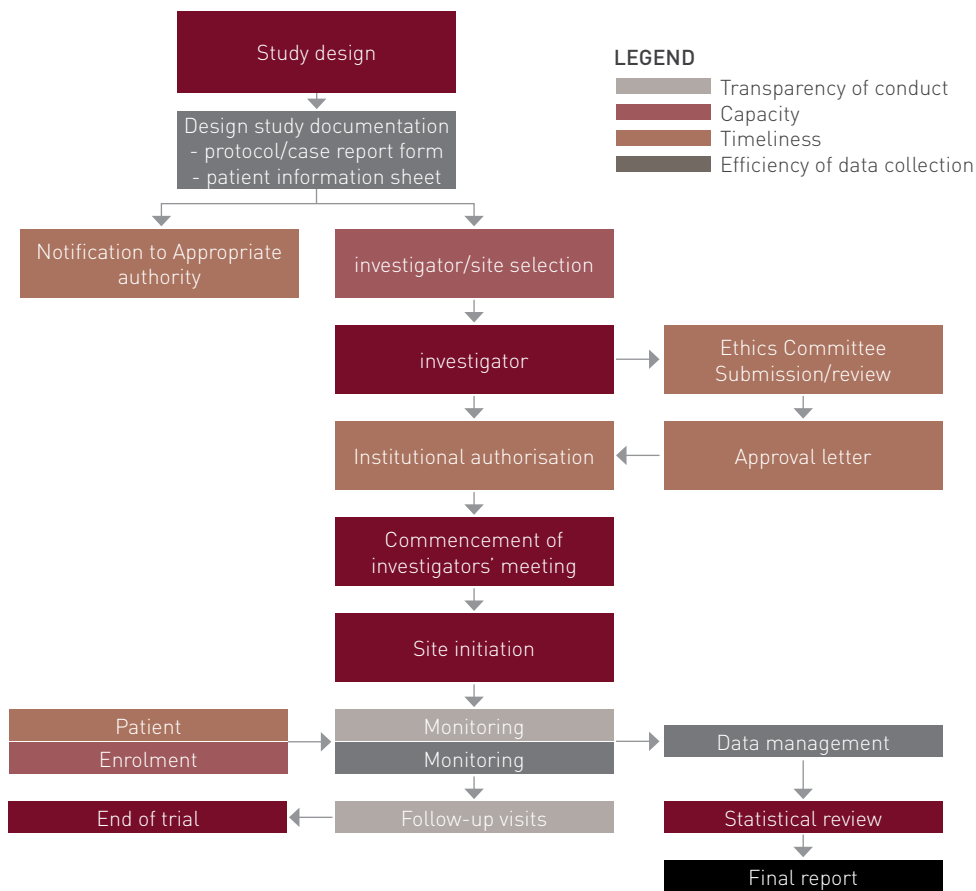 Study design
LEGEND
Transparency of conduct
Capacity
Timeliness
Efficiency of data collection
Design study documentation
- protocol/case report form
- patient information sheet
Notification to Appropriate
authority
investigator/site selection
investigator
Ethics Committee
Submission/review
Institutional authorisation
Approval letter
Commencement of
investigators’ meeting
Site initiation
Patient
Enrolment
Monitoring
Monitoring
Data management
End of trial
Follow-up visits
Statistical review
Final report